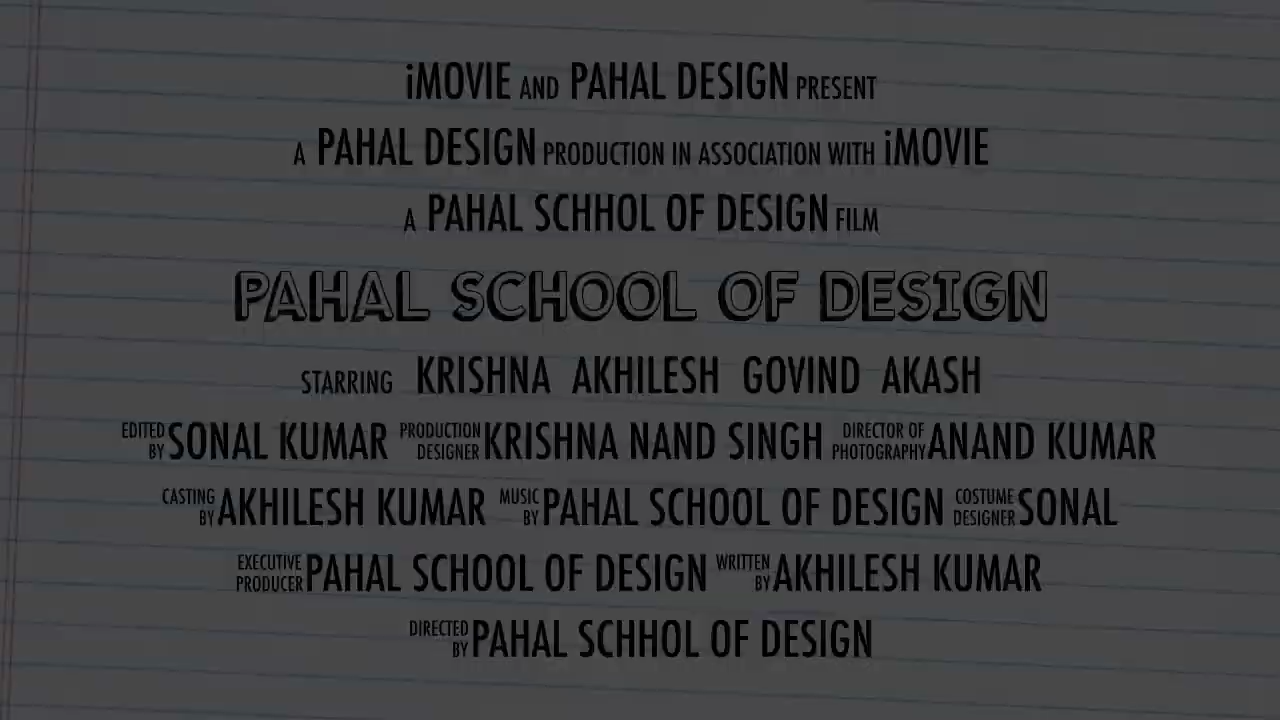 iMOVIE AND PAHAL DESIGN PRESENT
A PAHAL DESIGN PRODUCTION IN ASSOCIATION WITH iMOVIE
A PAHAL SCHHOL OF DESIGN FILM
PAHAL SCHOOL OF DESIGN
STARRING KRISHNA AKHILESH GOVIND AKASH
EDITED BY SONAL KUMAR PRODUCTION DESIGNER KRISHNA NAND SINGH DIRECTOR OF PHOTOGRAPHY ANAND KUMAR
CASTING BY AKHILESH KUMAR MUSIC BY PAHAL SCHOOL OF DESIGN COSTUME DESIGNER SONAL
EXECUTIVE PRODUCER PAHAL SCHOOL OF DESIGN WRITTEN BY AKHILESH KUMAR
DIRECTED BY PAHAL SCHHOL OF DESIGN